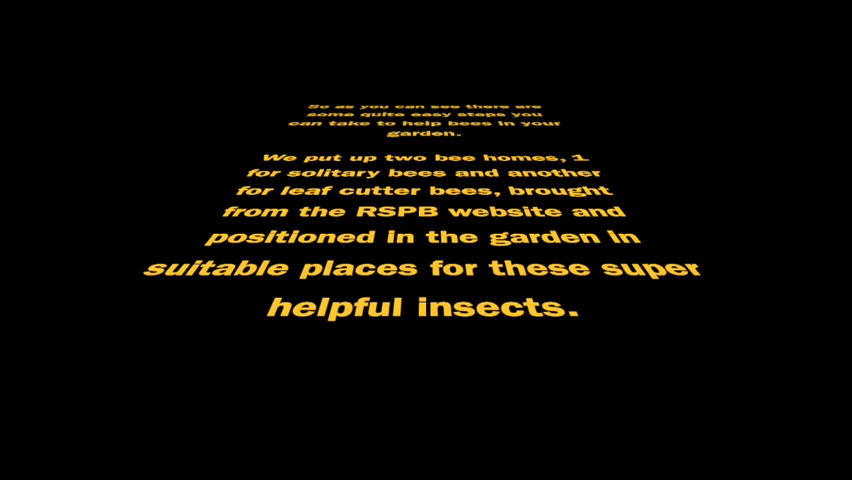 So as you can see there are
some quite easy steps you
can take to help bees in your
garden.
We put up two bee homes, 1
for solitary bees and another
for leaf cutter bees, brought
from the RSPB website and
positioned in the garden in
suitable places for these super
helpful insects.